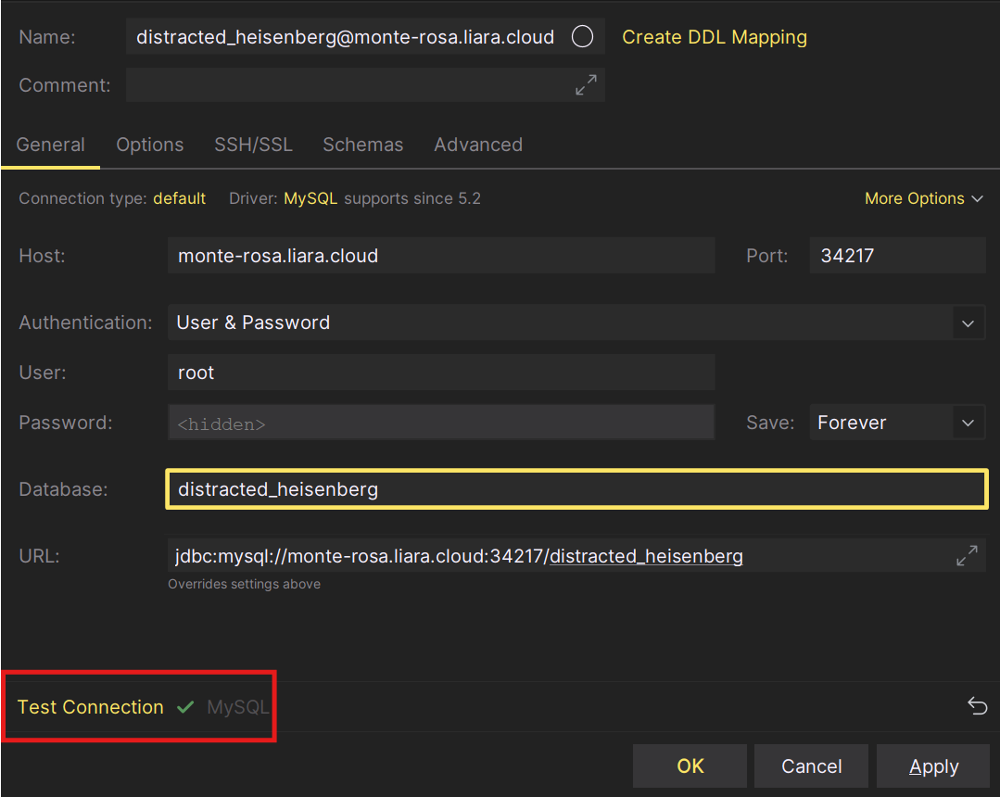 Name: distracted_heisenberg@monte-rosa.liara.cloud Create DDL Mapping
Comment:
General Options SSH/SSL Schemas Advanced
Connection type: default Driver: MySQL supports since 5.2 More Options
Host: monte-rosa.liara.cloud Port: 34217
Authentication: User & Password
User: root
Password: <hidden> Save: Forever
Database: distracted_heisenberg
URL: jdbc:mysql://monte-rosa.liara.cloud:34217/distracted_heisenberg
Overrides settings above
Test Connection MySQL
OK Cancel Apply